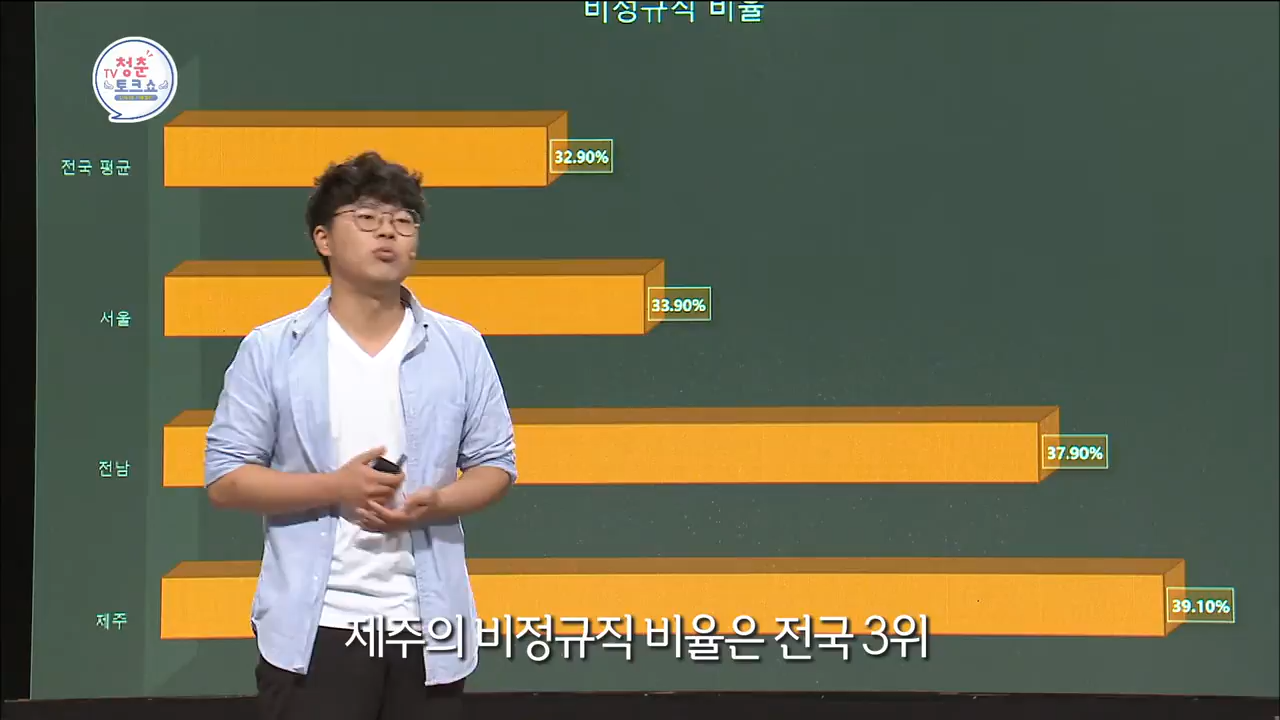 비정규직 비율
TV 청춘
토크쇼
전국 평균
32.90%
서울
33.90%
전남
37.90%
제주
39.10%
제주의 비정규직 비율은 전국 3위